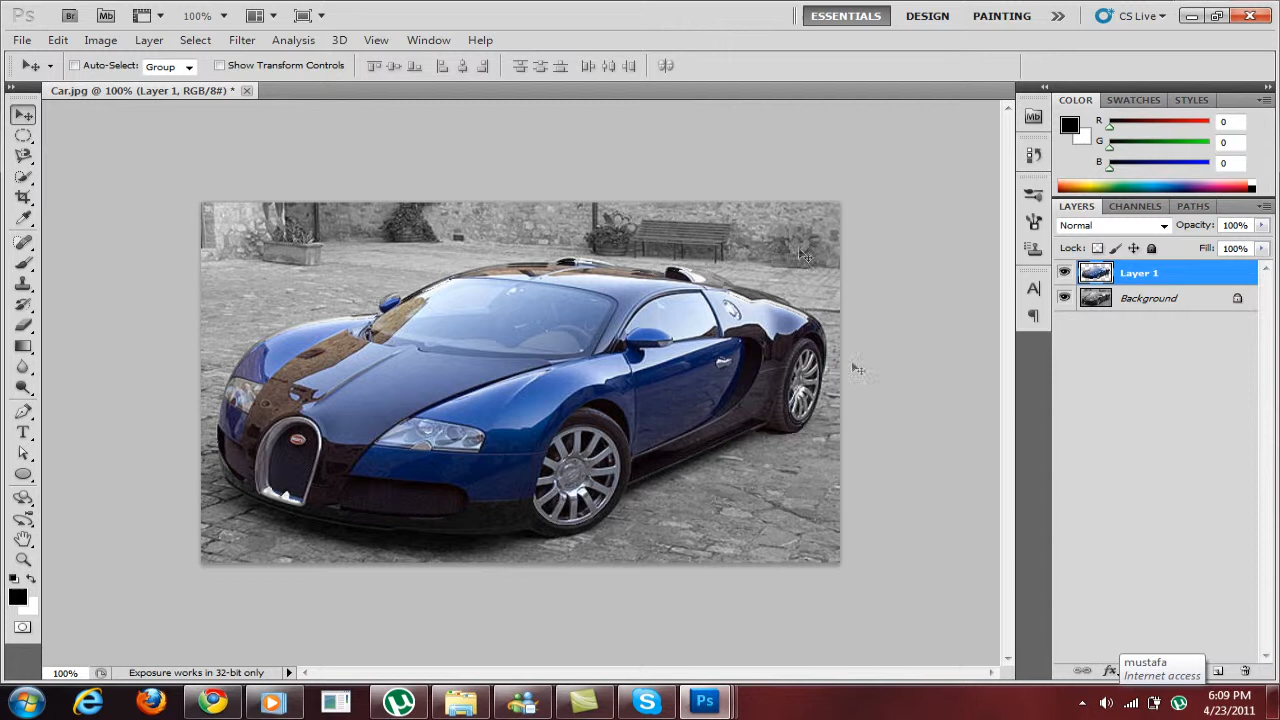 Ps Br Mb 100% ESSENTIALS DESIGN PAINTING CS Live
File Edit Image Layer Select Filter Analysis 3D View Window Help
Auto-Select: Group Show Transform Controls
Car.jpg @ 100% (Layer 1, RGB/8#) *
COLOR SWATCHES STYLES
Mb
R 0
G 0
B 0
LAYERS CHANNELS PATHS
Normal Opacity: 100%
Lock: Fill: 100%
Layer 1
Background
100% Exposure works in 32-bit only
fx
mustafa
Internet access
Ps
6:09 PM
4/23/2011